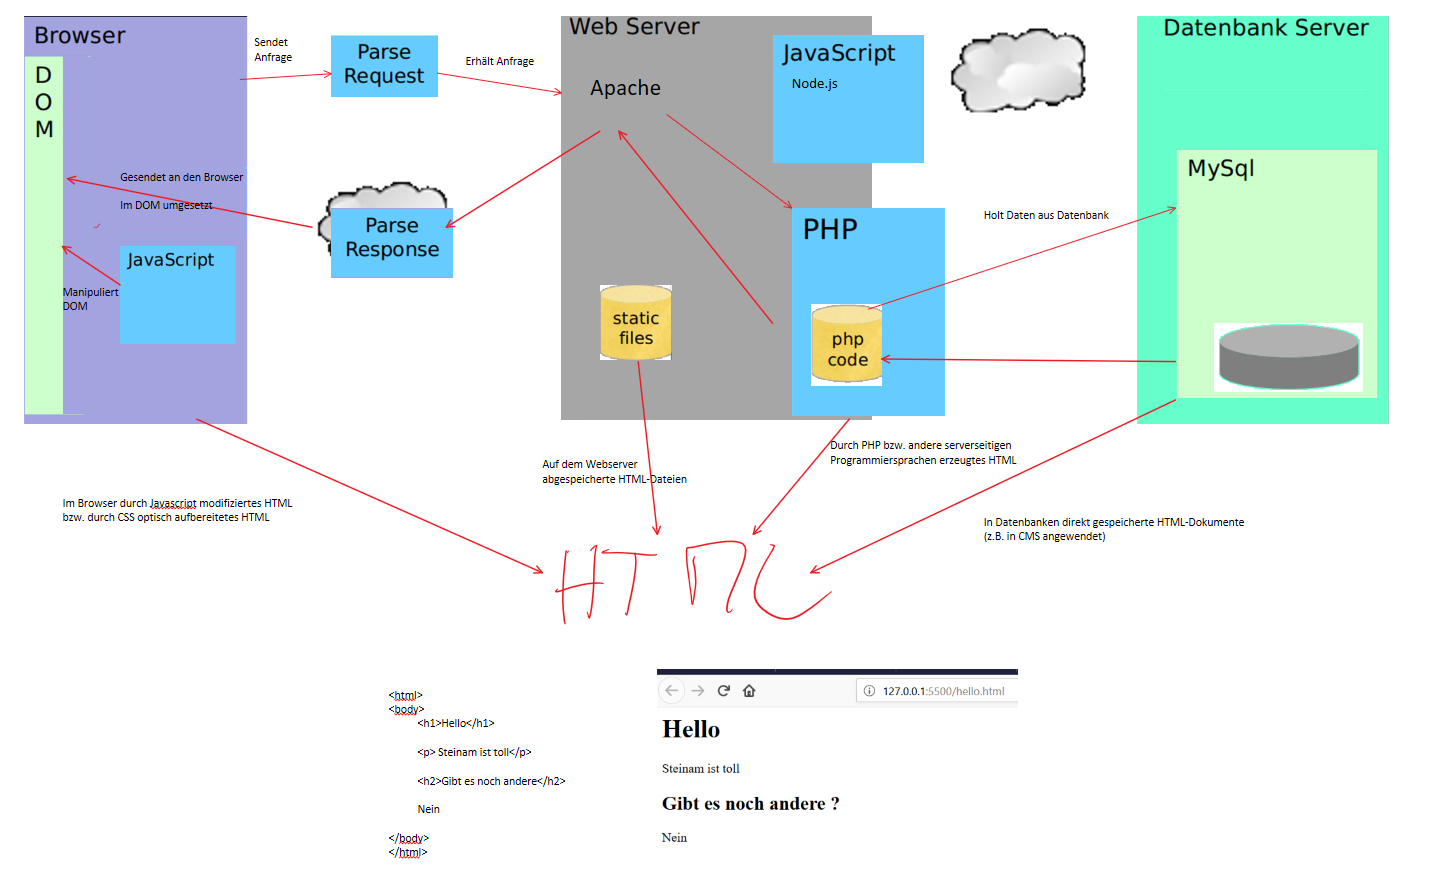 Browser
D
O
M
Sendet
Anfrage
Parse
Request
Erhält Anfrage
Web Server
Apache
JavaScript
Node.js
Datenbank Server
MySql
Gesendet an den Browser
Im DOM umgesetzt
Parse
Response
JavaScript
Manipuliert
DOM
PHP
Holt Daten aus Datenbank
static
files
php
code
Auf dem Webserver
abgespeicherte HTML-Dateien
Durch PHP bzw. andere serverseitigen
Programmiersprachen erzeugtes HTML
Im Browser durch Javascript modifiziertes HTML
bzw. durch CSS optisch aufbereitetes HTML
In Datenbanken direkt gespeicherte HTML-Dokumente
(z.B. in CMS angewendet)
HTML
<html>
<body>
<h1>Hello</h1>
<p> Steinam ist toll</p>
<h2>Gibt es noch andere</h2>
Nein
</body>
</html>
127.0.0.1:5500/hello.html
Hello
Steinam ist toll
Gibt es noch andere ?
Nein